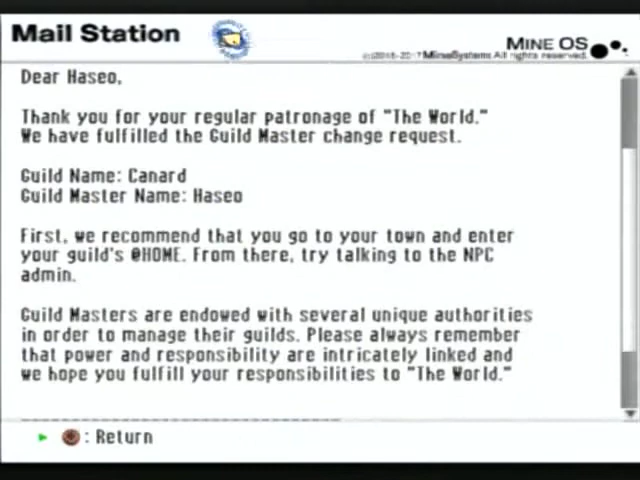 Mail Station
MINE OS
MineSystems All rights reserved.
Dear Haseo,
Thank you for your regular patronage of "The World."
We have fulfilled the Guild Master change request.
Guild Name: Canard
Guild Master Name: Haseo
First, we recommend that you go to your town and enter
your guild's @HOME. From there, try talking to the NPC
admin.
Guild Masters are endowed with several unique authorities
in order to manage their guilds. Please always remember
that power and responsibility are intricately linked and
we hope you fulfill your responsibilities to "The World."
: Return